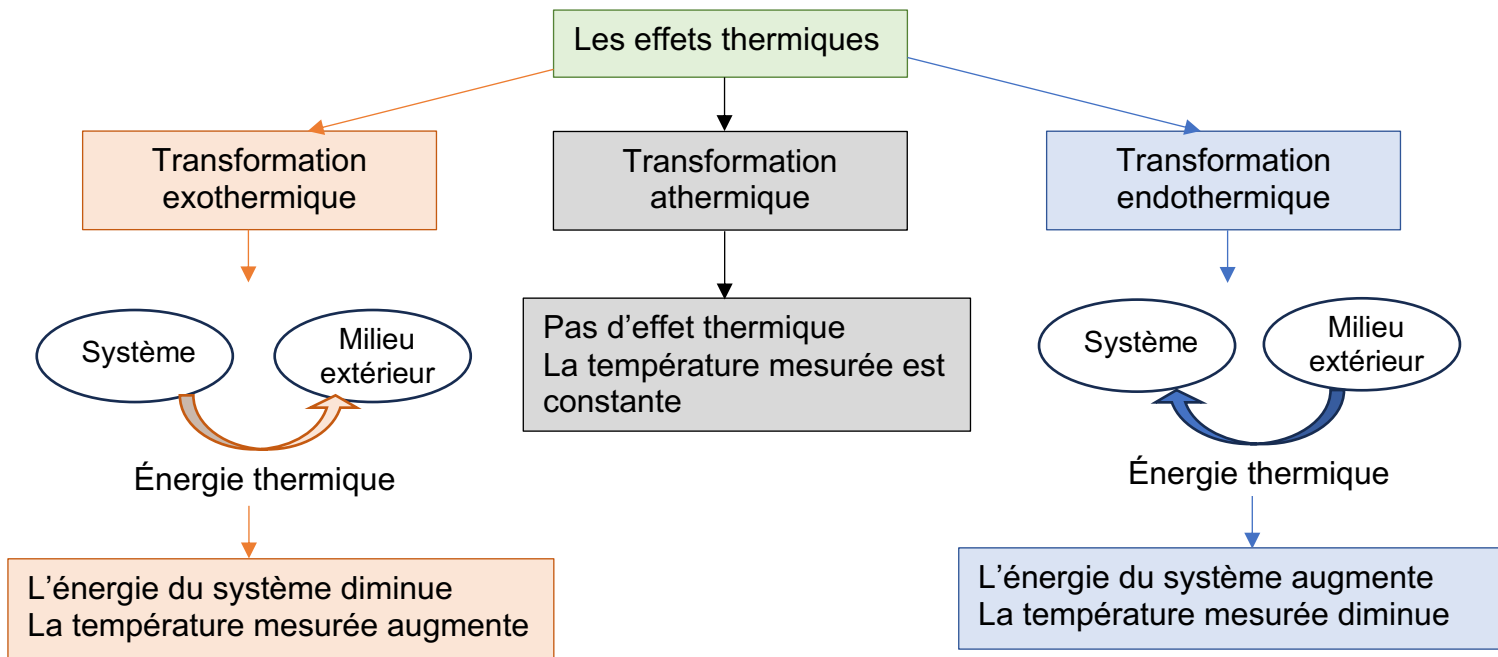 Les effets thermiques
Transformation
exothermique
Transformation
athermique
Transformation
endothermique
Système
Milieu
extérieur
Énergie thermique
Pas d’effet thermique
La température mesurée est
constante
Système
Milieu
extérieur
Énergie thermique
L’énergie du système diminue
La température mesurée augmente
L’énergie du système augmente
La température mesurée diminue